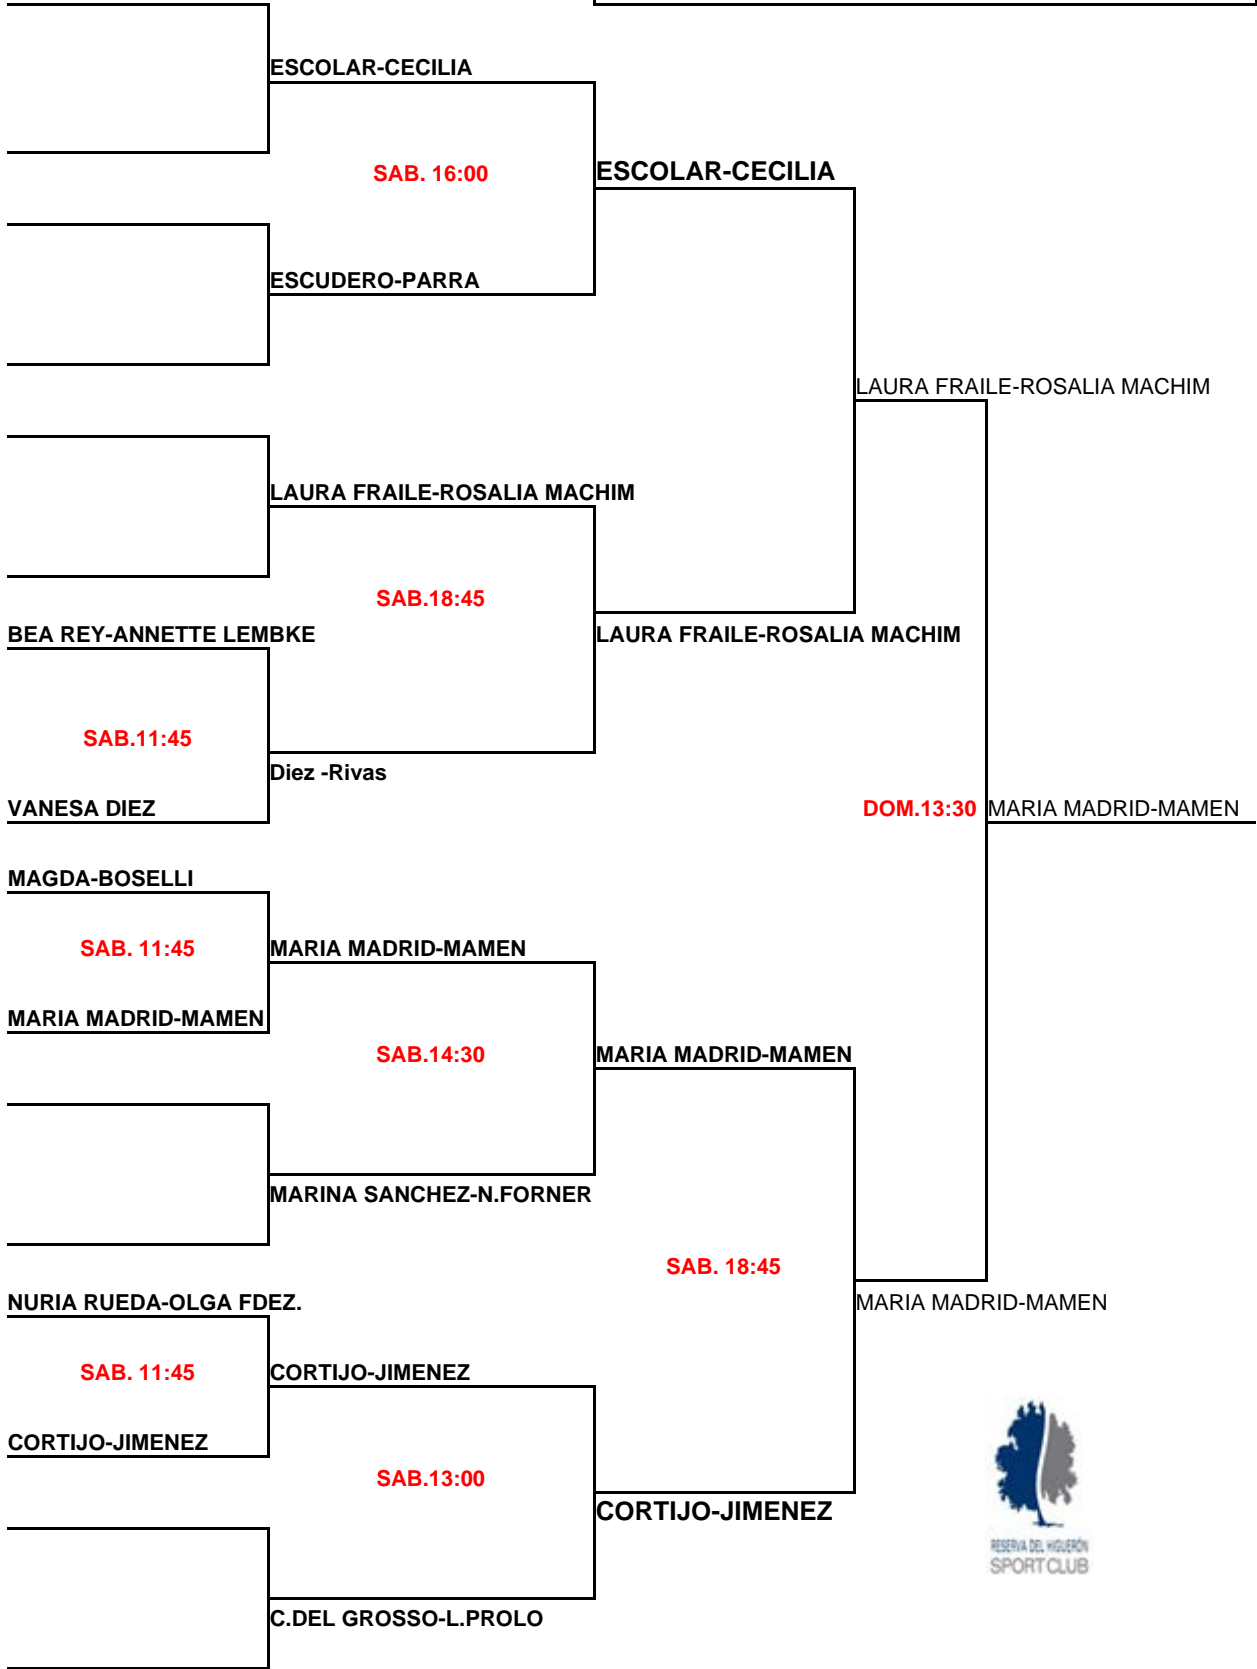 ESCOLAR-CECILIA
SAB. 16:00
ESCOLAR-CECILIA
ESCUDERO-PARRA
LAURA FRAILE-ROSALIA MACHIM
LAURA FRAILE-ROSALIA MACHIM
SAB.18:45
BEA REY-ANNETTE LEMBKE
LAURA FRAILE-ROSALIA MACHIM
SAB.11:45
Diez -Rivas
VANESA DIEZ
DOM.13:30
MARIA MADRID-MAMEN
MAGDA-BOSELLI
SAB. 11:45
MARIA MADRID-MAMEN
MARIA MADRID-MAMEN
SAB.14:30
MARIA MADRID-MAMEN
MARINA SANCHEZ-N.FORNER
SAB. 18:45
NURIA RUEDA-OLGA FDEZ.
MARIA MADRID-MAMEN
SAB. 11:45
CORTIJO-JIMENEZ
CORTIJO-JIMENEZ
SAB.13:00
CORTIJO-JIMENEZ
RESERVA DEL HIGUERÓN
SPORT CLUB
C.DEL GROSSO-L.PROLO